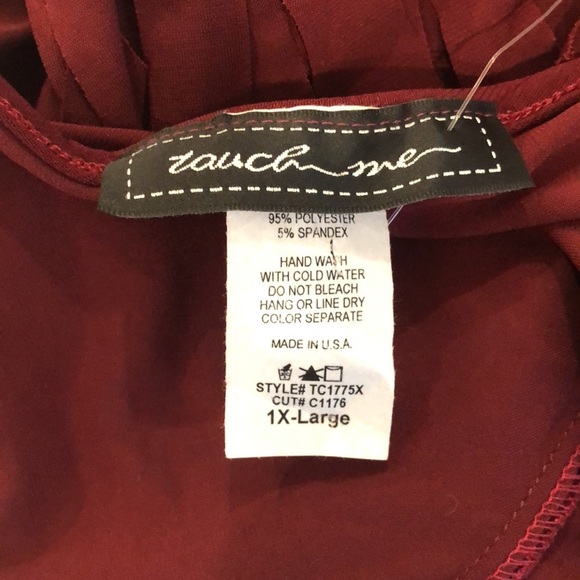 touch me
95% POLYESTER
5% SPANDEX
HAND WASH
WITH COLD WATER
DO NOT BLEACH
HANG OR LINE DRY
COLOR SEPARATE
MADE IN U.S.A.
STYLE# TC1775X
CUT# C1176
1X-Large